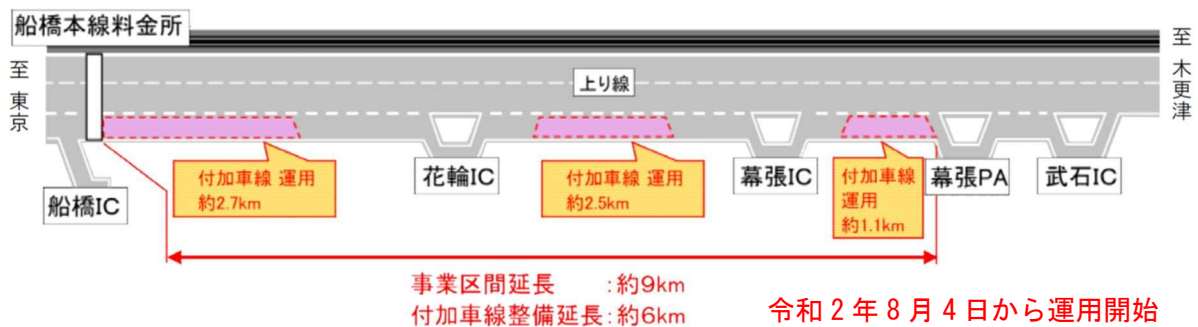 船橋本線料金所
至東京
上り線
至木更津
船橋IC
付加車線 運用
約2.7km
花輪IC
付加車線 運用
約2.5km
幕張IC
付加車線
運用
約1.1km
幕張PA
武石IC
事業区間延長　　：約9km
付加車線整備延長：約6km
令和２年８月４日から運用開始